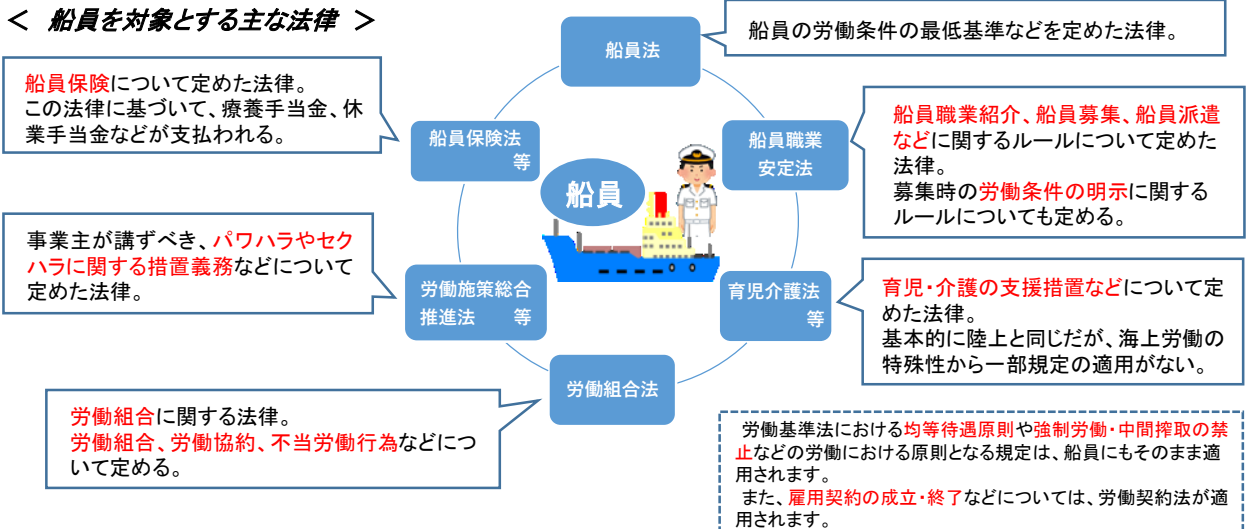 ＜ 船員を対象とする主な法律 ＞
船員法
船員の労働条件の最低基準などを定めた法律。
船員保険について定めた法律。
この法律に基づいて、療養手当金、休
業手当金などが支払われる。
船員保険法
等
船員職業
安定法
船員職業紹介、船員募集、船員派遣
などに関するルールについて定めた
法律。
募集時の労働条件の明示に関する
ルールについても定める。
船員
事業主が講ずべき、パワハラやセク
ハラに関する措置義務などについて
定めた法律。
労働施策総合
推進法 等
育児介護法
等
育児・介護の支援措置などについて定
めた法律。
基本的に陸上と同じだが、海上労働の
特殊性から一部規定の適用がない。
労働組合法
労働組合に関する法律。
労働組合、労働協約、不当労働行為などにつ
いて定める。
労働基準法における均等待遇原則や強制労働・中間搾取の禁
止などの労働における原則となる規定は、船員にもそのまま適
用されます。
また、雇用契約の成立・終了などについては、労働契約法が適
用されます。